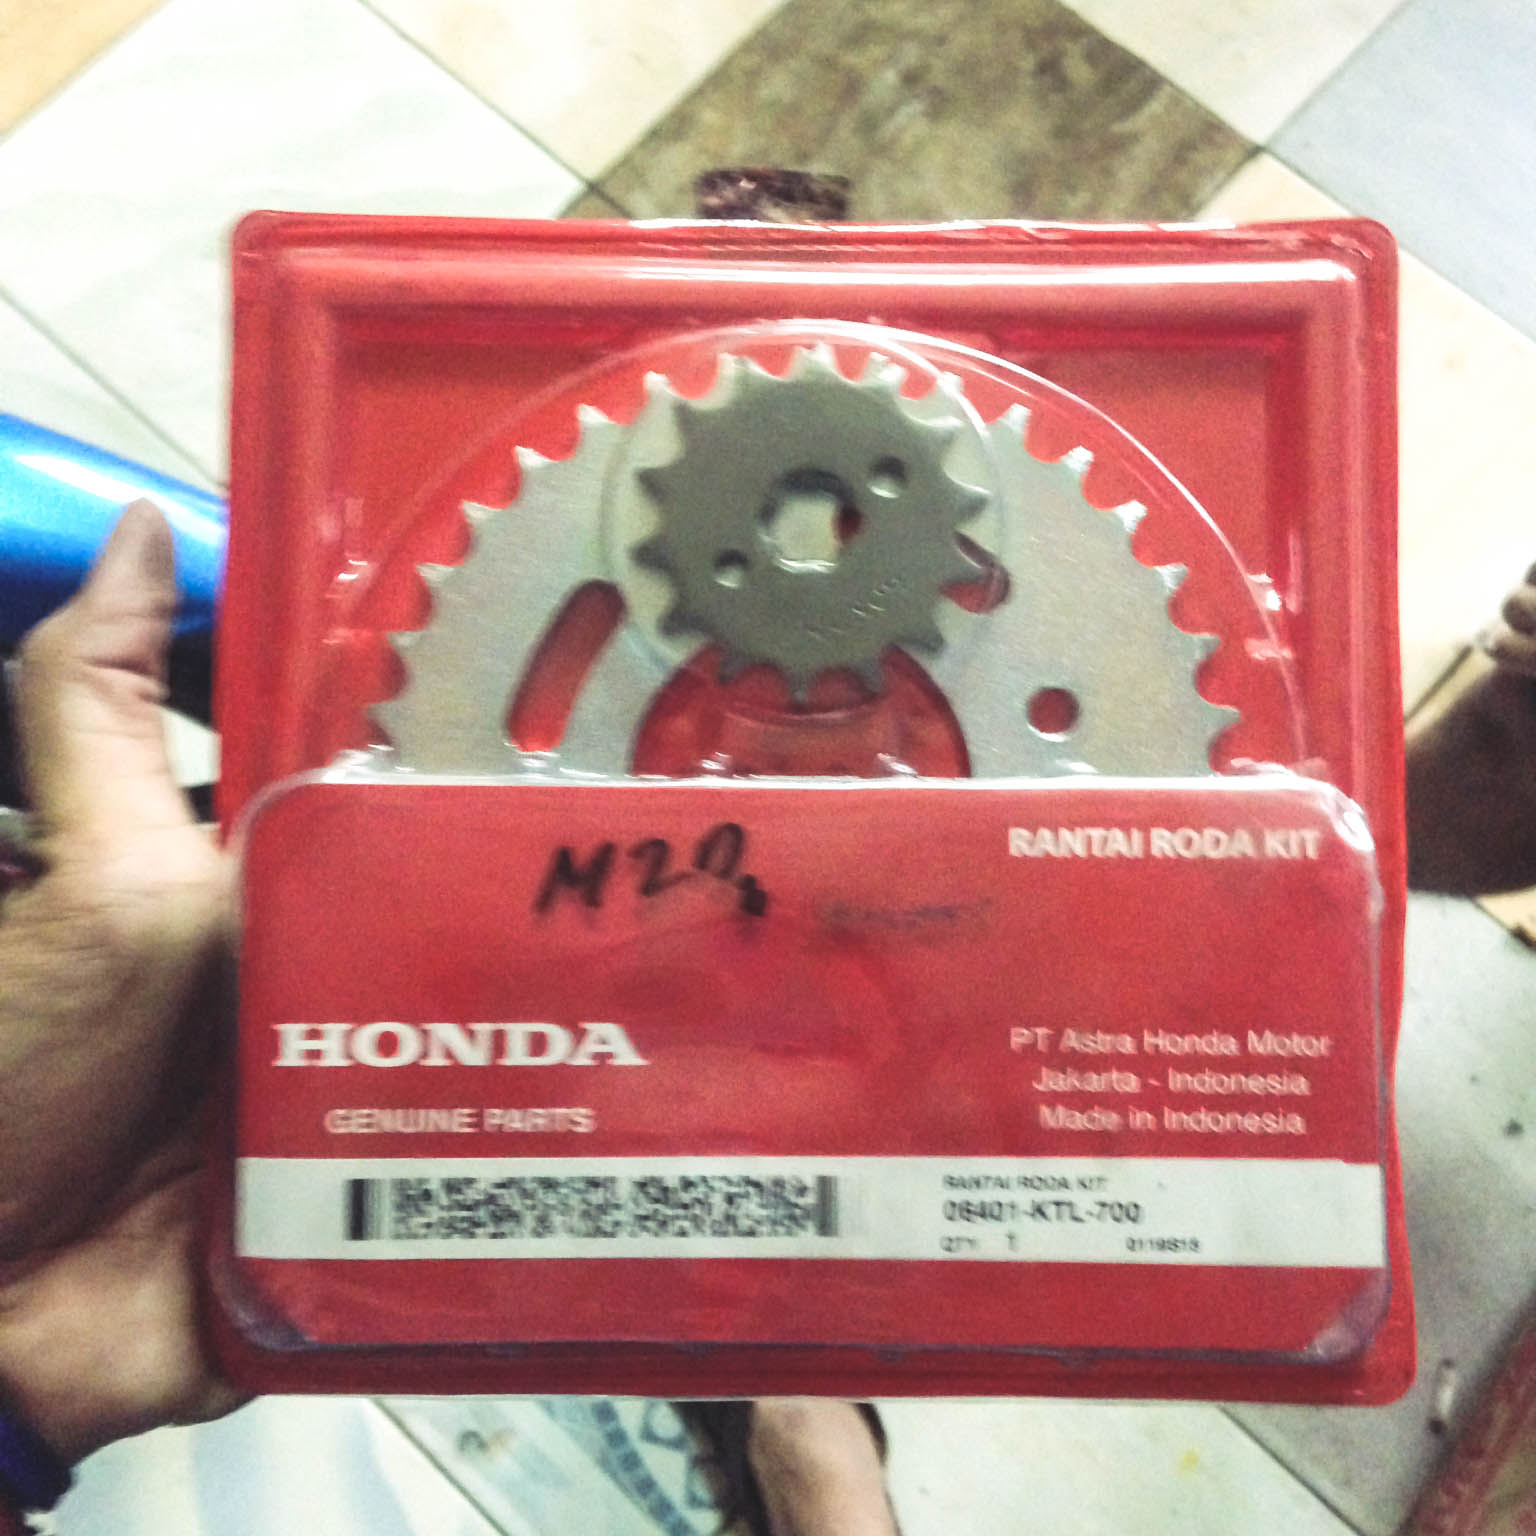 RANTAI RODA KIT
HONDA
GENUINE PARTS
PT Astra Honda Motor
Jakarta - Indonesia
Made in Indonesia
RANTAI RODA KIT
06401-KTL-700
QTY 1